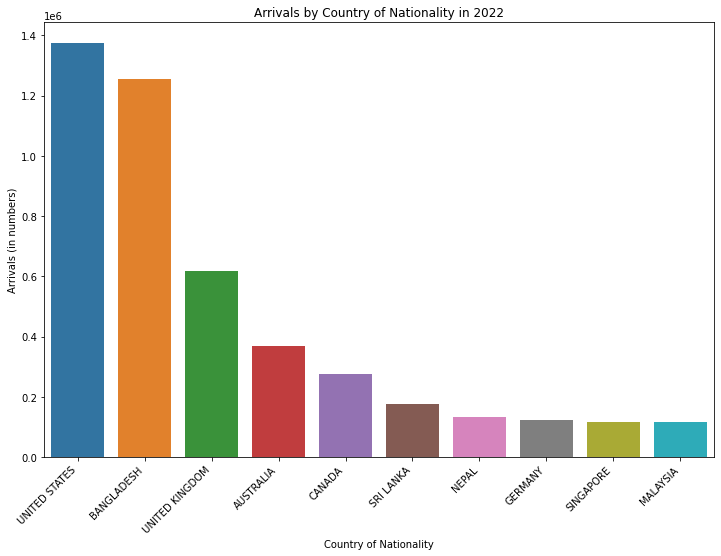 Arrivals by Country of Nationality in 2022
1e6
1.4
1.2
1.0
0.8
0.6
0.4
0.2
0.0
Arrivals (in numbers)
UNITED STATES
BANGLADESH
UNITED KINGDOM
AUSTRALIA
CANADA
SRI LANKA
NEPAL
GERMANY
SINGAPORE
MALAYSIA
Country of Nationality